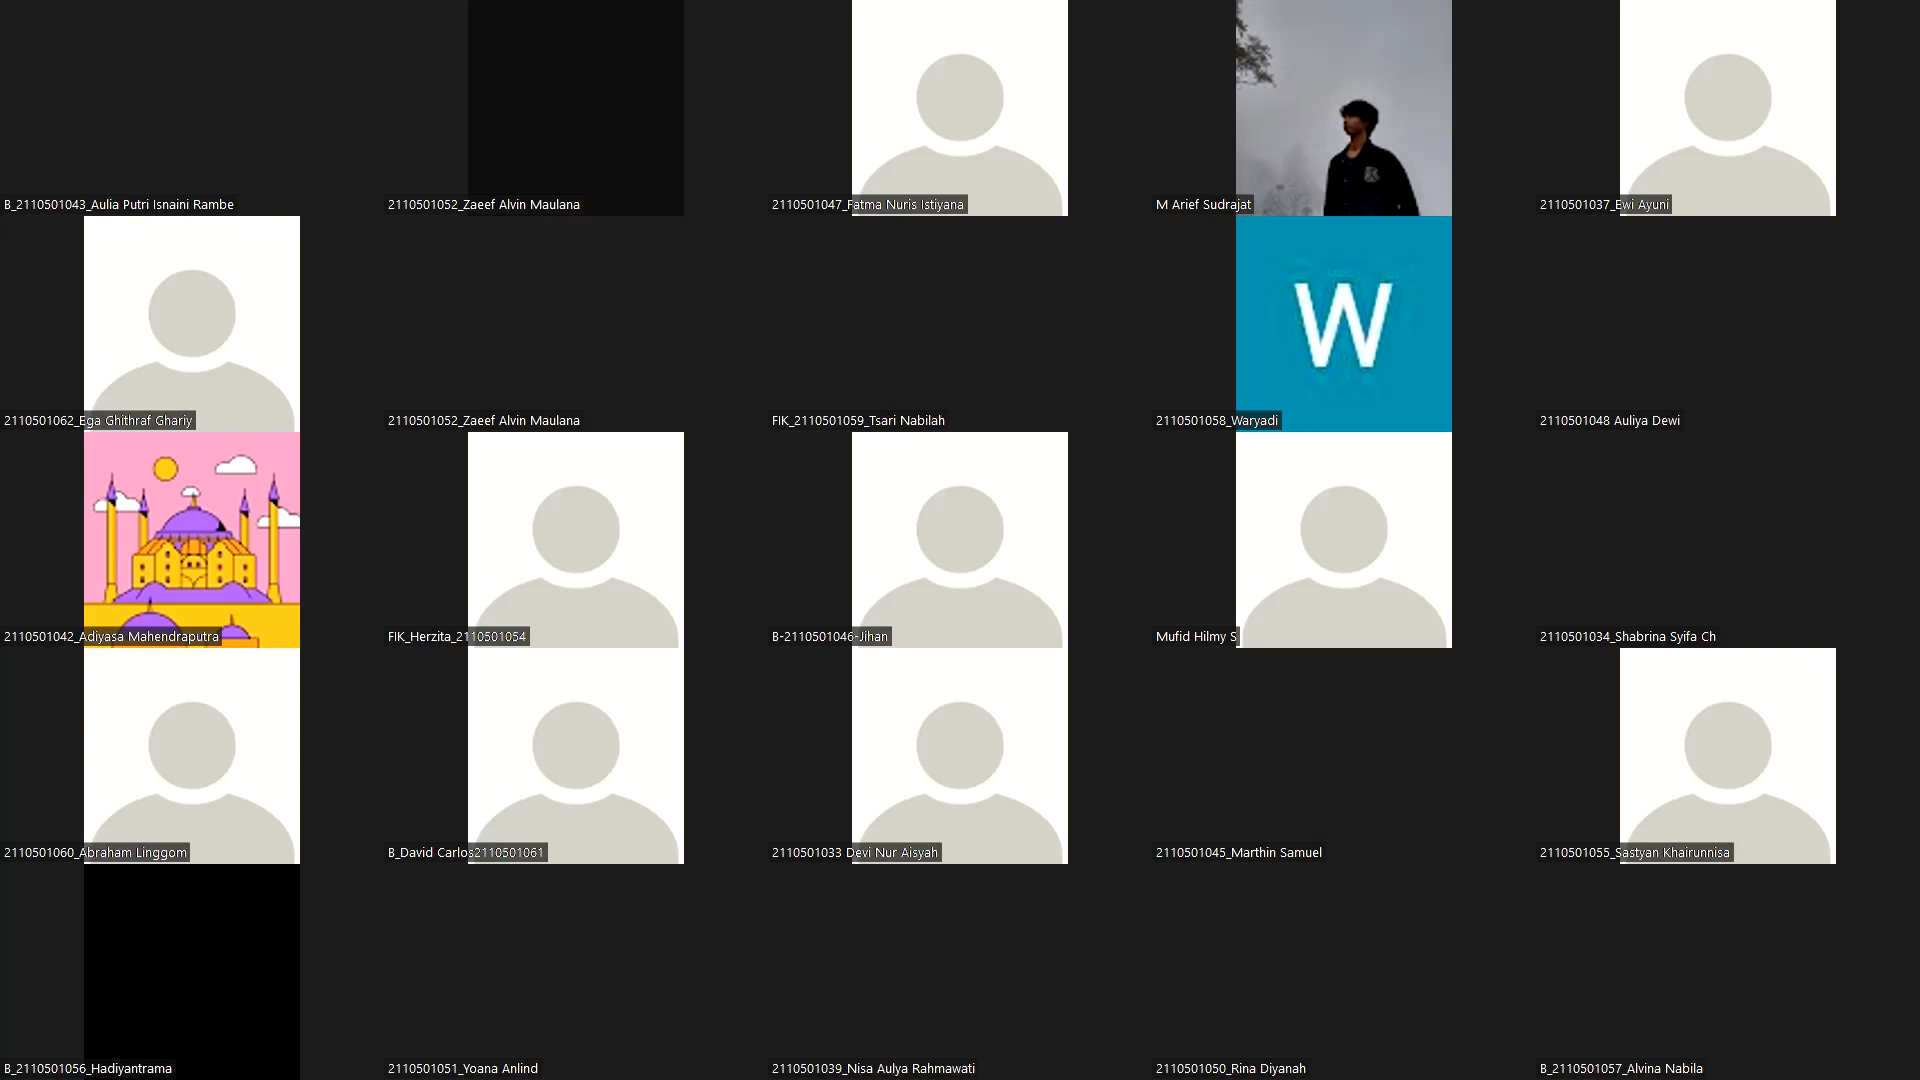 B_2110501043_Aulia Putri Isnaini Rambe
2110501052_Zaeef Alvin Maulana
2110501047_Fatma Nuris Istiyana
M Arief Sudrajat
2110501037_Ewi Ayuni
2110501062_Ega Ghithraf Ghariy
2110501052_Zaeef Alvin Maulana
FIK_2110501059_Tsari Nabilah
W
2110501058_Waryadi
2110501048 Auliya Dewi
2110501042_Adiyasa Mahendraputra
FIK_Herzita_2110501054
B-2110501046-Jihan
Mufid Hilmy S
2110501034_Shabrina Syifa Ch
2110501060_Abraham Linggom
B_David Carlos2110501061
2110501033 Devi Nur Aisyah
2110501045_Marthin Samuel
2110501055_Sastyan Khairunnisa
B_2110501056_Hadiyantrama
2110501051_Yoana Anlind
2110501039_Nisa Aulya Rahmawati
2110501050_Rina Diyanah
B_2110501057_Alvina Nabila